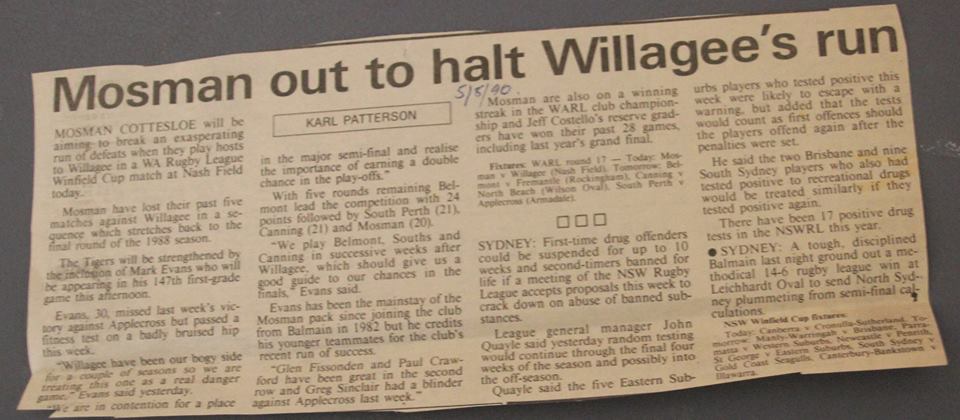 Mosman out to halt Willagee's run
5/5/90.
KARL PATTERSON
MOSMAN COTTESLOE will be
aiming to break an exasperating
run of defeats when they play hosts
to Willagee in a WA Rugby League
Winfield Cup match at Nash Field
today.
Mosman have lost their past five
matches against Willagee in a se-
quence which stretches back to the
final round of the 1988 season.
The Tigers will be strengthened by
the inclusion of Mark Evans who will
be appearing in his 147th first-grade
game this afternoon.
Evans, 30, missed last week's vic-
tory against Applecross but passed a
fitness test on a badly bruised hip
this week.
"Willagee have been our bogy side
for a couple of seasons so we are
treating this one as a real danger
game," Evans said yesterday.
"We are in contention for a place
in the major semi-final and realise
the importance of earning a double
chance in the play-offs."
With five rounds remaining Bel-
mont lead the competition with 24
points followed by South Perth (21),
Canning (21) and Mosman (20).
"We play Belmont, Souths and
Canning in successive weeks after
Willagee, which should give us a
good guide to our chances in the
finals," Evans said.
Evans has been the mainstay of the
Mosman pack since joining the club
from Balmain in 1982 but he credits
his younger teammates for the club's
recent run of success.
"Glen Fissonden and Paul Craw-
ford have been great in the second
row and Greg Sinclair had a blinder
against Applecross last week."
Mosman are also on a winning
streak in the WARL club champion-
ship and Jeff Costello's reserve grad-
ers have won their past 28 games,
including last year's grand final.
Fixtures: WARL round 17 — Today: Mos-
man v Willagee (Nash Field). Tomorrow: Bel-
mont v Fremantle (Rockingham), Canning v
North Beach (Wilson Oval), South Perth v
Applecross (Armadale).
SYDNEY: First-time drug offenders
could be suspended for up to 10
weeks and second-timers banned for
life if a meeting of the NSW Rugby
League accepts proposals this week to
crack down on abuse of banned sub-
stances.
League general manager John
Quayle said yesterday random testing
would continue through the final four
weeks of the season and possibly into
the off-season.
Quayle said the five Eastern Sub-
urbs players who tested positive this
week were likely to escape with a
warning, but added that the tests
would count as first offences should
the players offend again after the
penalties were set.
He said the two Brisbane and nine
South Sydney players who also had
tested positive to recreational drugs
would be treated similarly if they
tested positive again.
There have been 17 positive drug
tests in the NSWRL this year.
● SYDNEY: A tough, disciplined
Balmain last night ground out a me-
thodical 14-6 rugby league win at
Leichhardt Oval to send North Syd-
ney plummeting from semi-final cal-
culations.
NSW Winfield Cup fixtures:
Today: Canberra v Cronulla-Sutherland. To-
morrow: Manly-Warringah v Brisbane, Parra-
matta v Western Suburbs, Newcastle v Penrith,
St George v Eastern Suburbs, South Sydney v
Gold Coast Seagulls, Canterbury-Bankstown v
Illawarra.